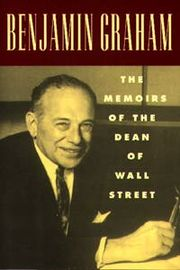 BENJAMIN GRAHAM
THE
MEMOIRS
OF THE
DEAN
OF
WALL
STREET